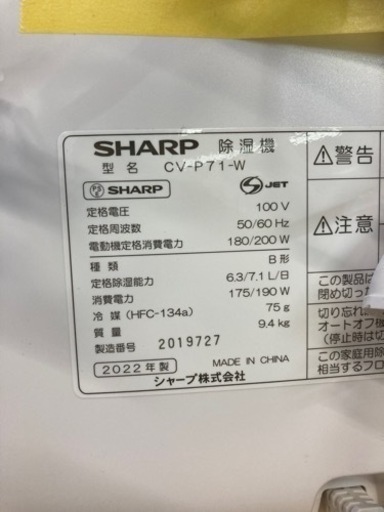 SHARP 除湿機
型名 CV-P71-W
SHARP JET
定格電圧 100 V
定格周波数 50/60 Hz
電動機定格消費電力 180/200 W
種類 B形
定格除湿能力 6.3/7.1 L/日
消費電力 175/190 W
冷媒(HFC-134a) 75 g
質量 9.4 kg
製造番号 2019727
2022年製 MADE IN CHINA
シャープ株式会社
警告
注意
この製品は
閉め切っ
切り忘れ
オートオフ機
(停止時は切
この家庭用除
相当するフロ